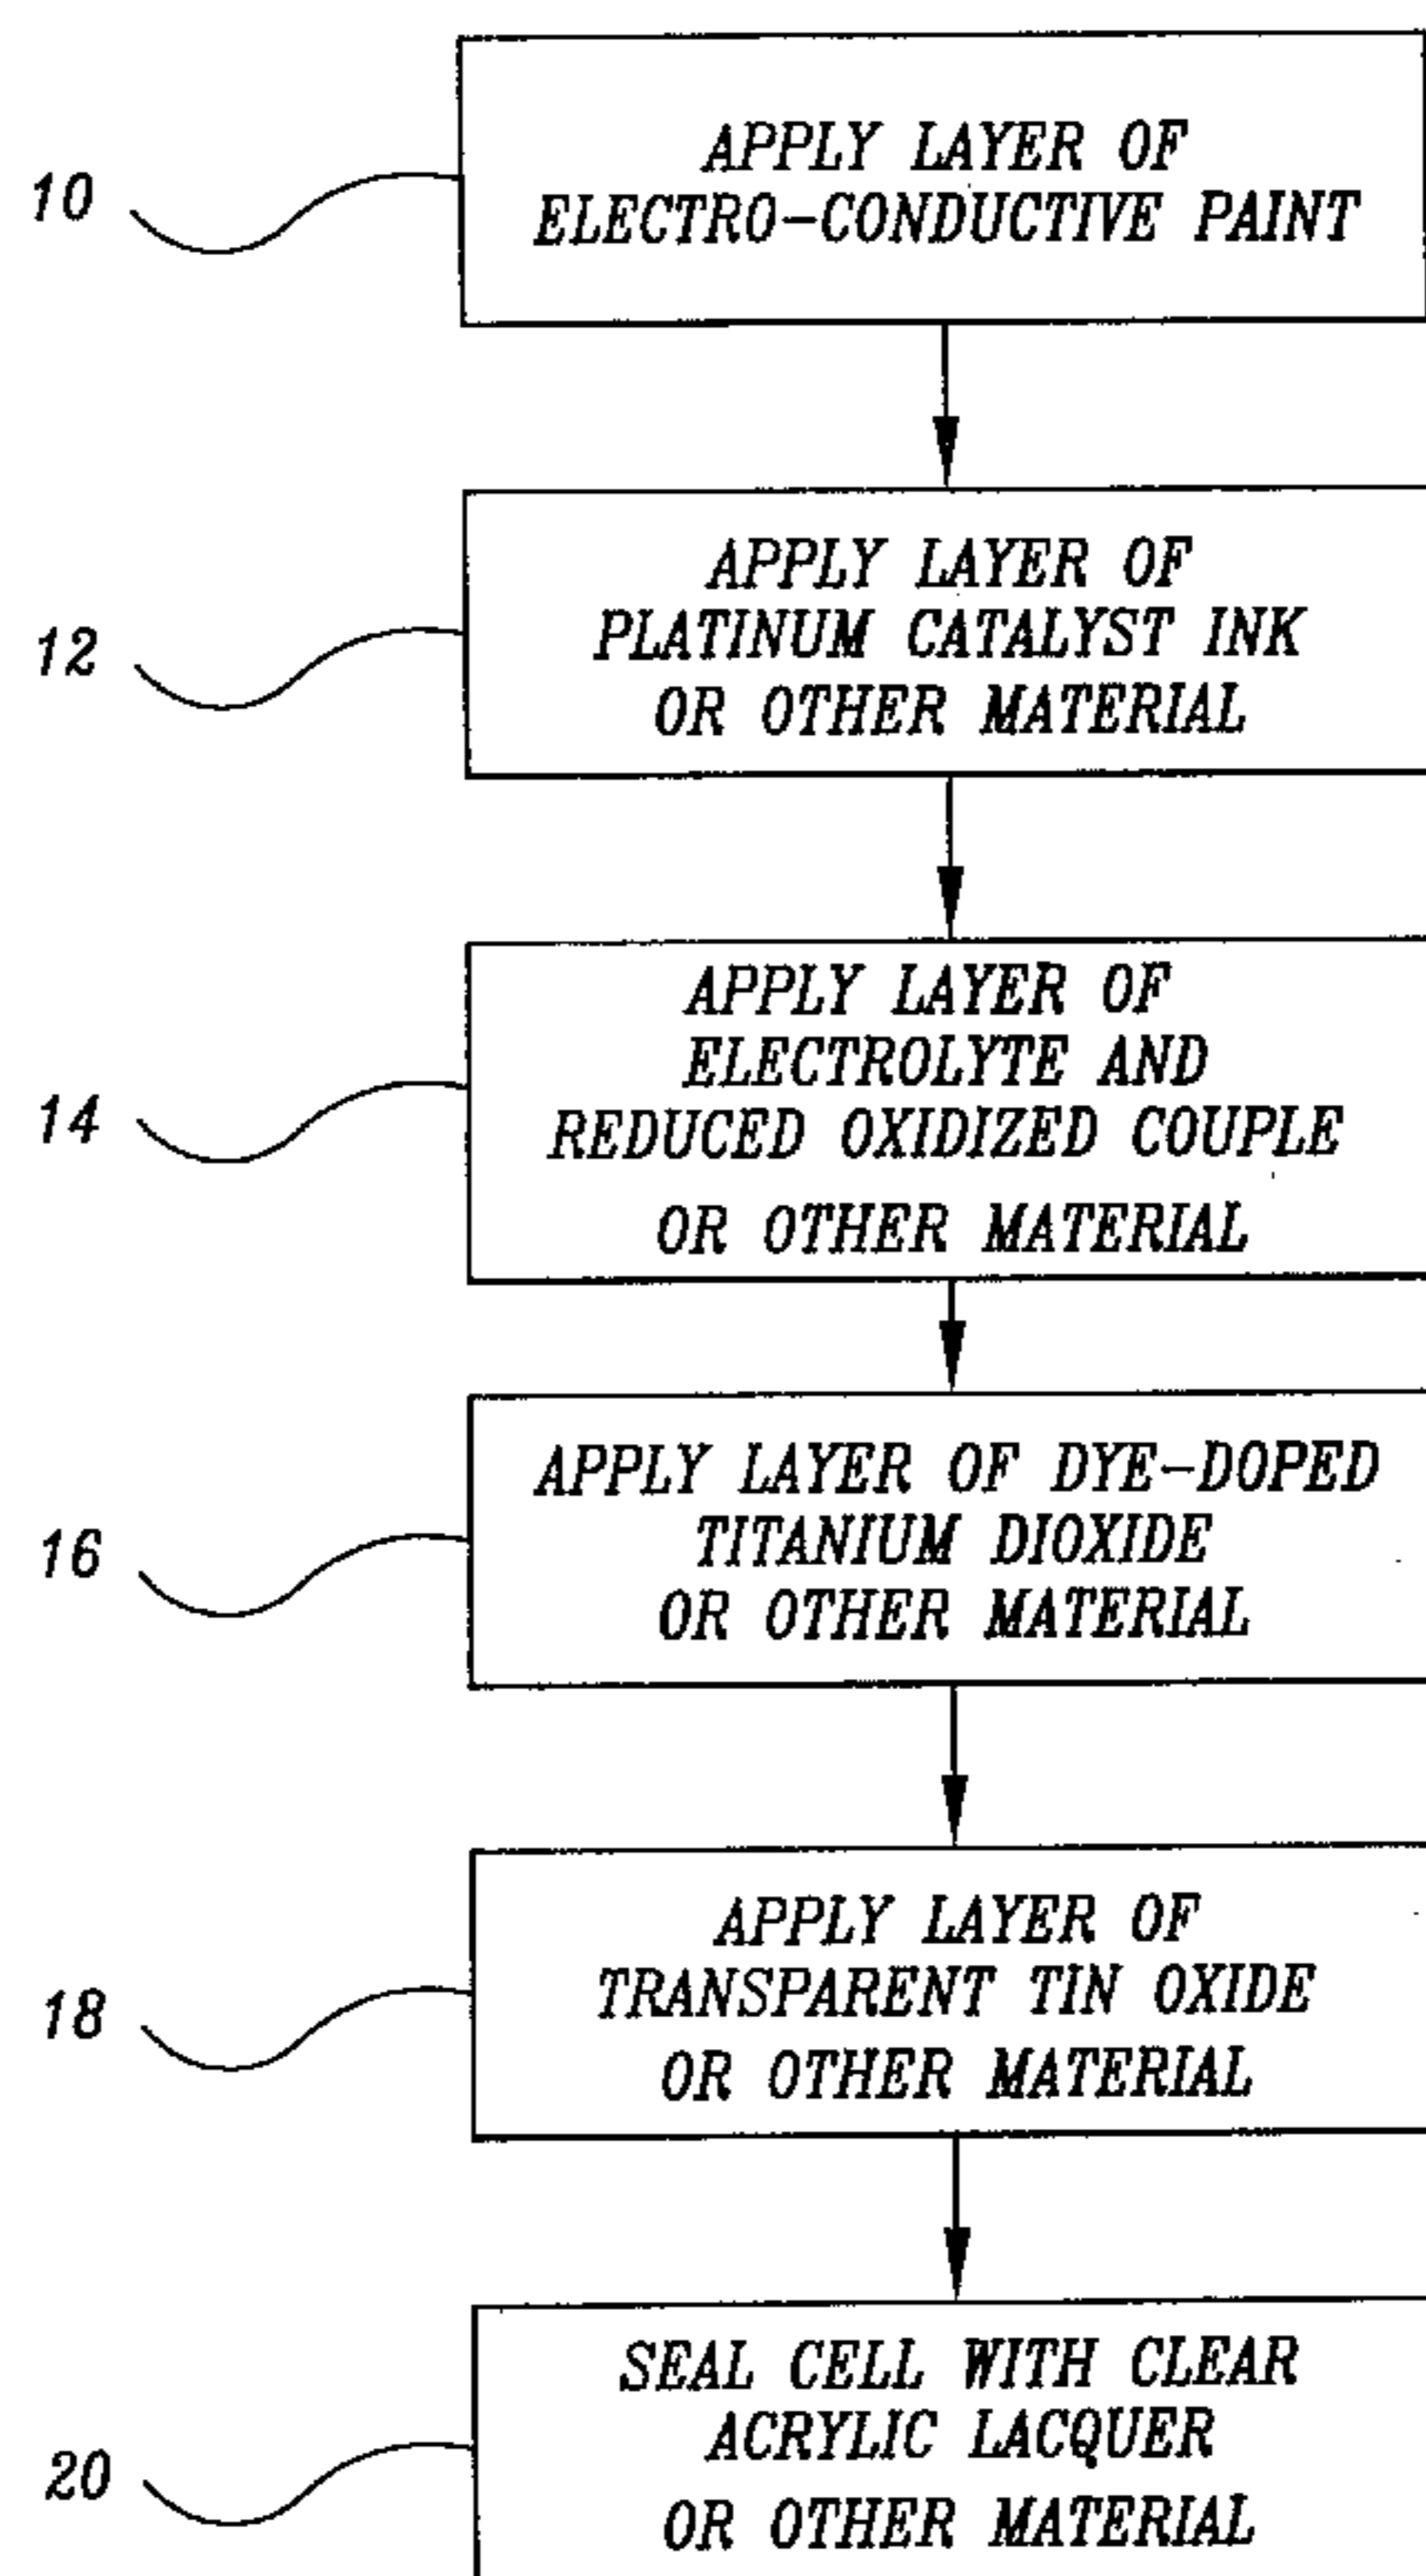 10
APPLY LAYER OF
ELECTRO-CONDUCTIVE PAINT
12
APPLY LAYER OF
PLATINUM CATALYST INK
OR OTHER MATERIAL
14
APPLY LAYER OF
ELECTROLYTE AND
REDUCED OXIDIZED COUPLE
OR OTHER MATERIAL
16
APPLY LAYER OF DYE-DOPED
TITANIUM DIOXIDE
OR OTHER MATERIAL
18
APPLY LAYER OF
TRANSPARENT TIN OXIDE
OR OTHER MATERIAL
20
SEAL CELL WITH CLEAR
ACRYLIC LACQUER
OR OTHER MATERIAL